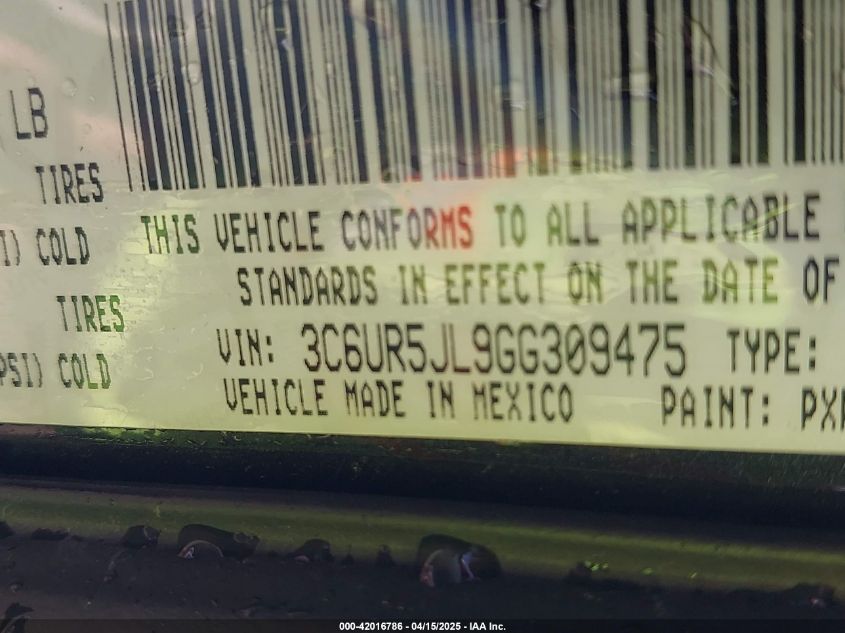 LB
TIRES
THIS VEHICLE CONFORMS TO ALL APPLICABLE
SI) COLD
STANDARDS IN EFFECT ON THE DATE OF
TIRES
VIN: 3C6UR5JL9GG309475 TYPE:
PSI) COLD
VEHICLE MADE IN MEXICO PAINT: PX
000-42016786 - 04/15/2025 - IAA Inc.